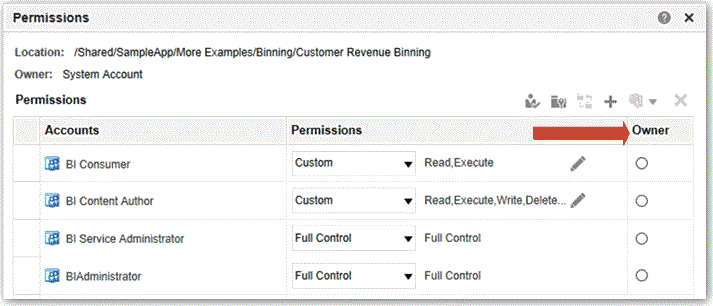 Permissions
Location: /Shared/SampleApp/More Examples/Binning/Customer Revenue Binning
Owner: System Account
Permissions
Accounts Permissions Owner
BI Consumer Custom Read,Execute
BI Content Author Custom Read,Execute,Write,Delete...
BI Service Administrator Full Control Full Control
BIAdministrator Full Control Full Control